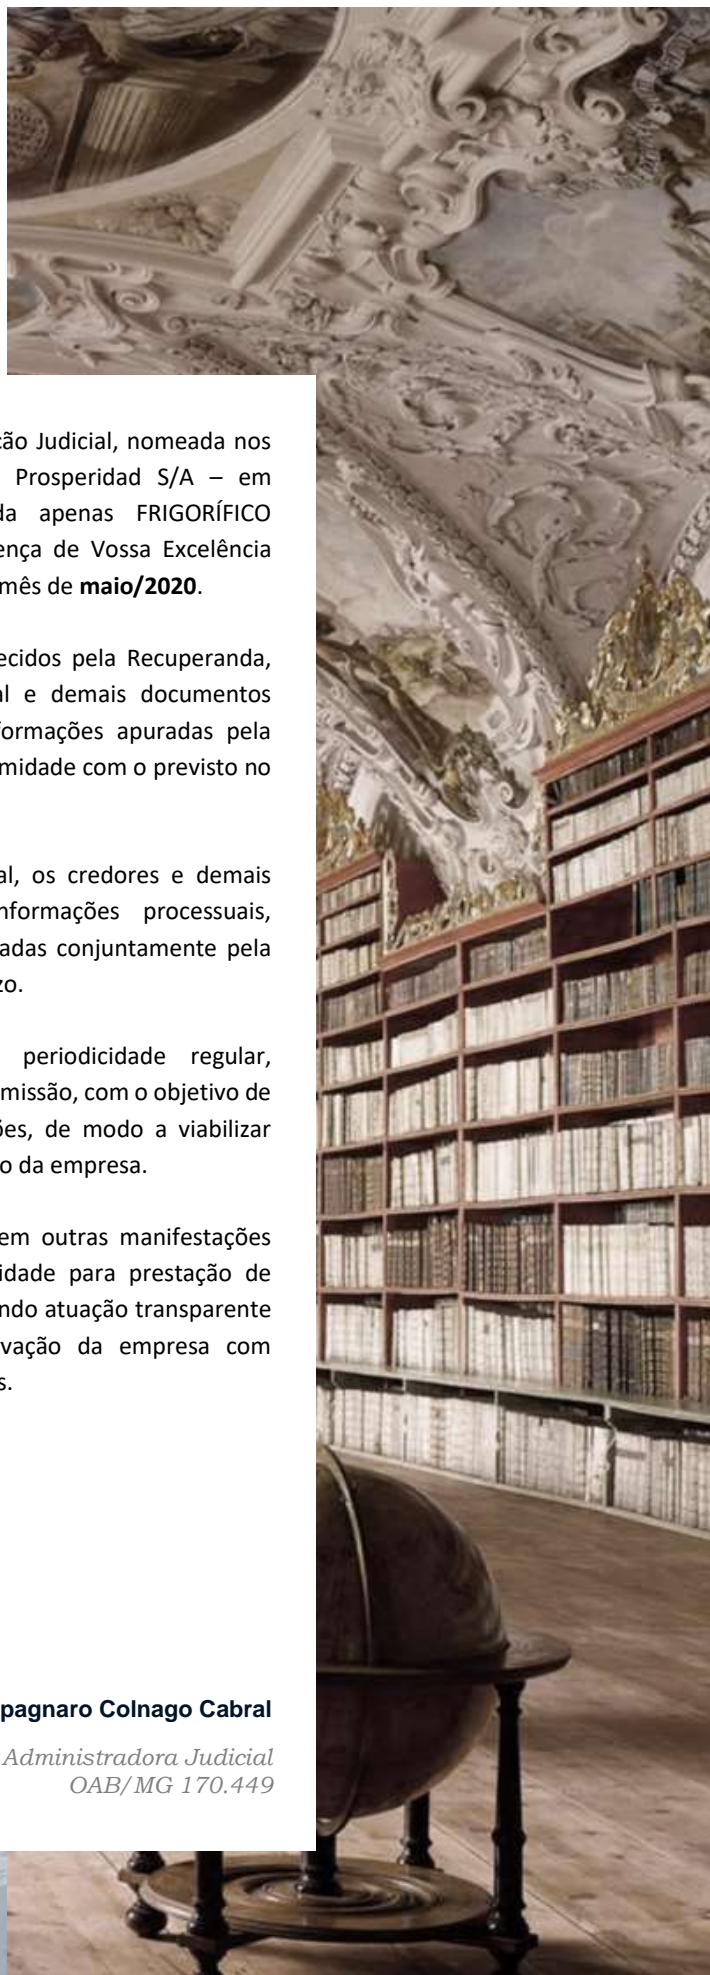 ção Judicial, nomeada nos
Prosperidad S/A – em
da apenas FRIGORÍFICO
ença de Vossa Excelência
mês de maio/2020.
ecidos pela Recuperanda,
al e demais documentos
formações apuradas pela
midade com o previsto no
al, os credores e demais
nformações processuais,
adas conjuntamente pela
zo.
periodicidade regular,
missão, com o objetivo de
ões, de modo a viabilizar
o da empresa.
em outras manifestações
idade para prestação de
ndo atuação transparente
vação da empresa com
s.
pagnaro Colnago Cabral
Administradora Judicial
OAB/MG 170.449